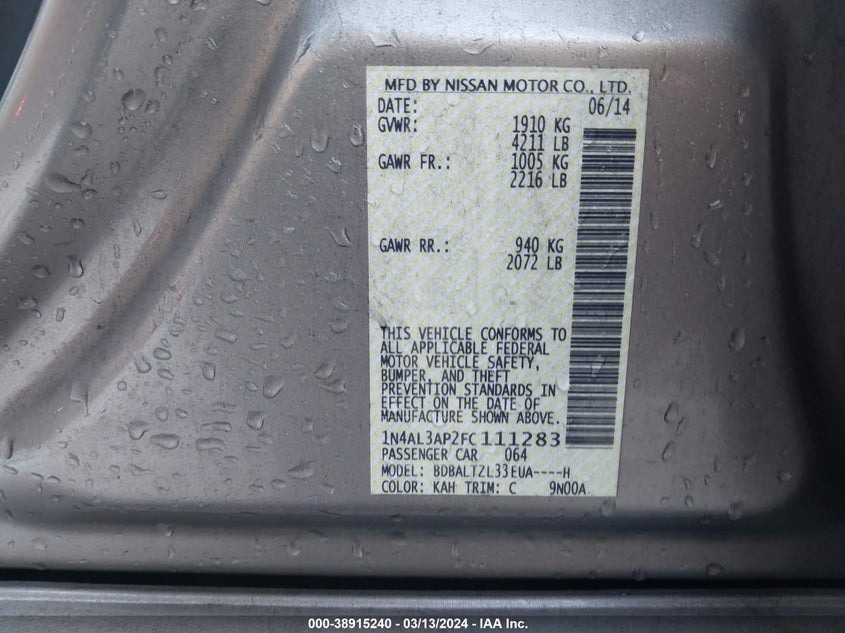 MFD BY NISSAN MOTOR CO., LTD.
DATE: 06/14
GVWR: 1910 KG
4211 LB
GAWR FR.: 1005 KG
2216 LB
GAWR RR.: 940 KG
2072 LB
THIS VEHICLE CONFORMS TO
ALL APPLICABLE FEDERAL
MOTOR VEHICLE SAFETY,
BUMPER, AND THEFT
PREVENTION STANDARDS IN
EFFECT ON THE DATE OF
MANUFACTURE SHOWN ABOVE.
1N4AL3AP2FC111283
PASSENGER CAR 064
MODEL: BDBALTZL33EUA----H
COLOR: KAH TRIM: C 9N00A
000-38915240 - 03/13/2024 - IAA Inc.